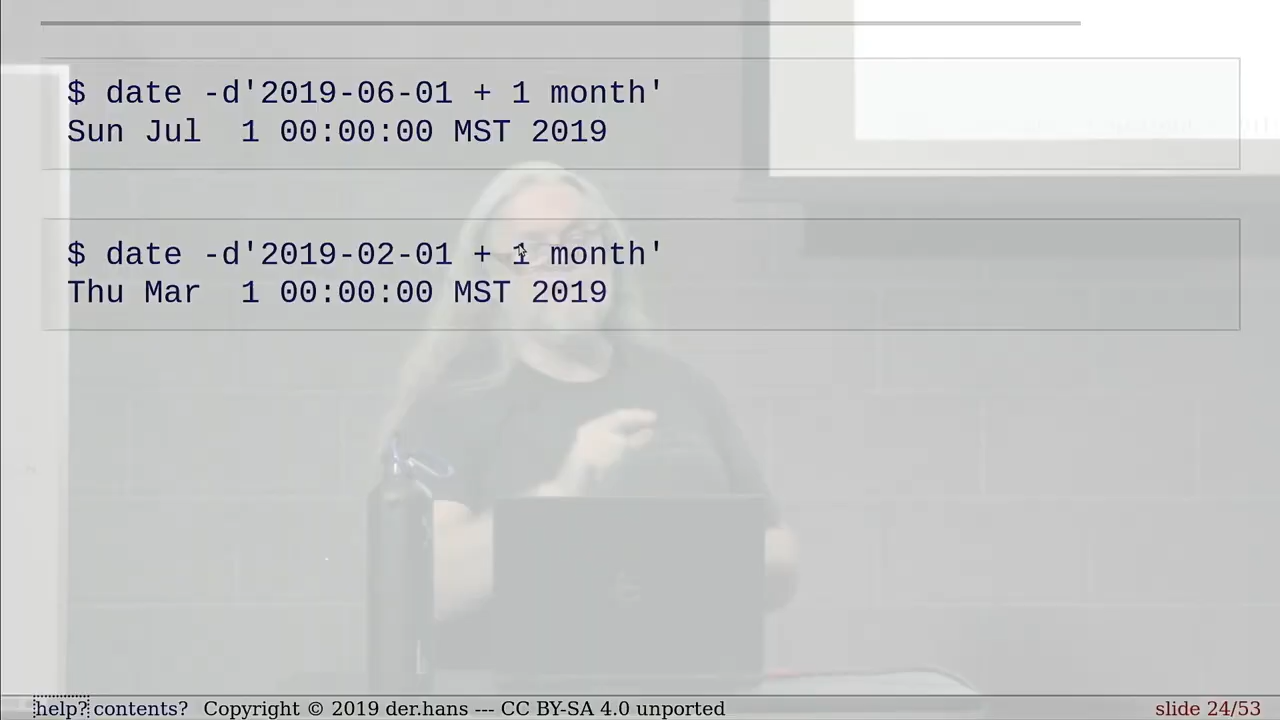 $ date -d'2019-06-01 + 1 month'
Sun Jul  1 00:00:00 MST 2019
$ date -d'2019-02-01 + 1 month'
Thu Mar  1 00:00:00 MST 2019
help? contents? Copyright © 2019 der.hans --- CC BY-SA 4.0 unported
slide 24/53